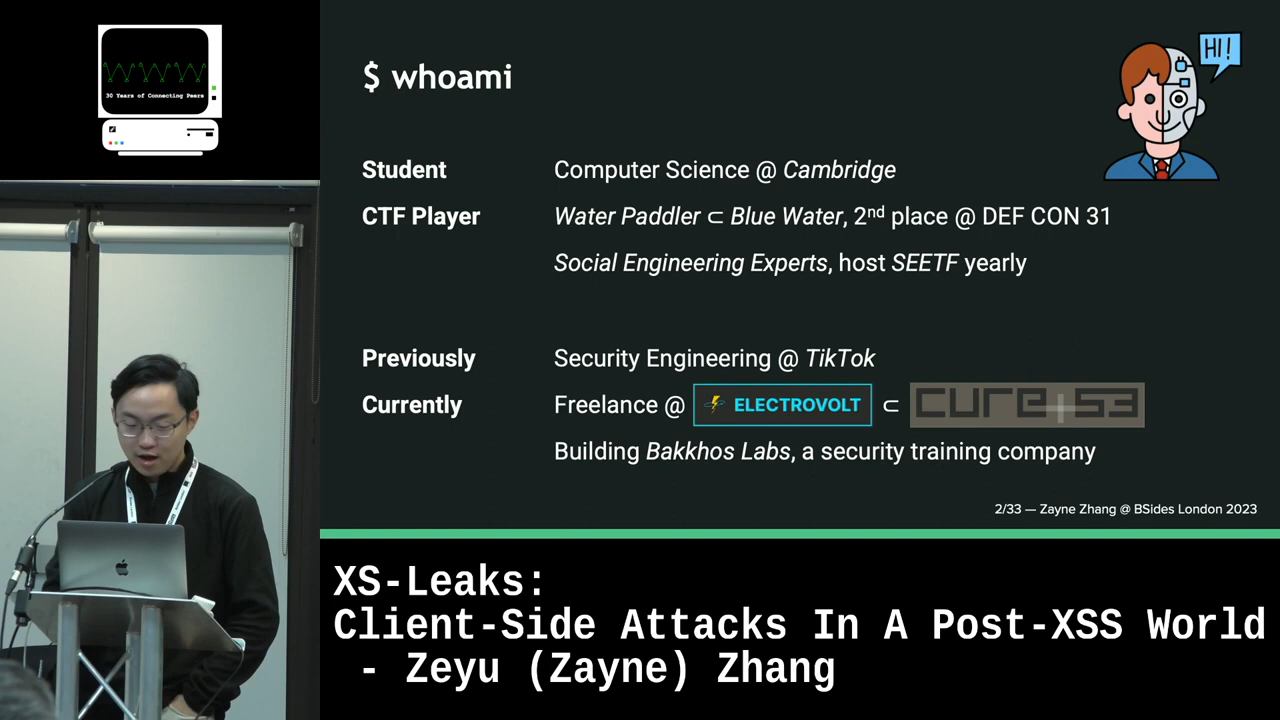 30 Years of Connecting Peers
$ whoami
HI!
Student Computer Science @ Cambridge
CTF Player Water Paddler ⊂ Blue Water, 2nd place @ DEF CON 31
Social Engineering Experts, host SEETF yearly
Previously Security Engineering @ TikTok
Currently Freelance @ ELECTROVOLT ⊂ cure53
Building Bakkhos Labs, a security training company
2/33 — Zayne Zhang @ BSides London 2023
XS-Leaks:
Client-Side Attacks In A Post-XSS World
- Zeyu (Zayne) Zhang